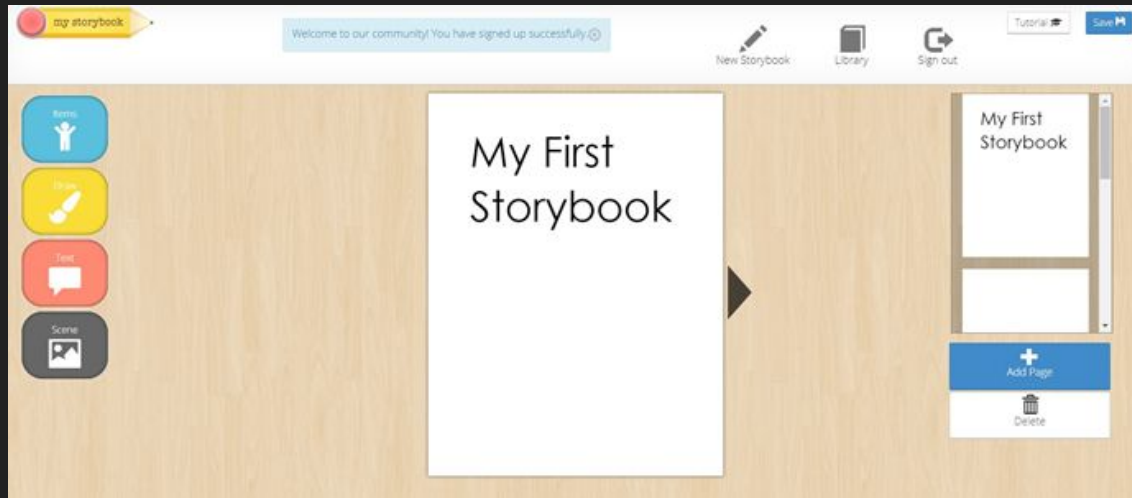 my storybook
Welcome to our community! You have signed up successfully.
New Storybook
Library
Sign out
Tutorial
Save
Items
Draw
Text
Scene
My First
Storybook
My First
Storybook
Add Page
Delete